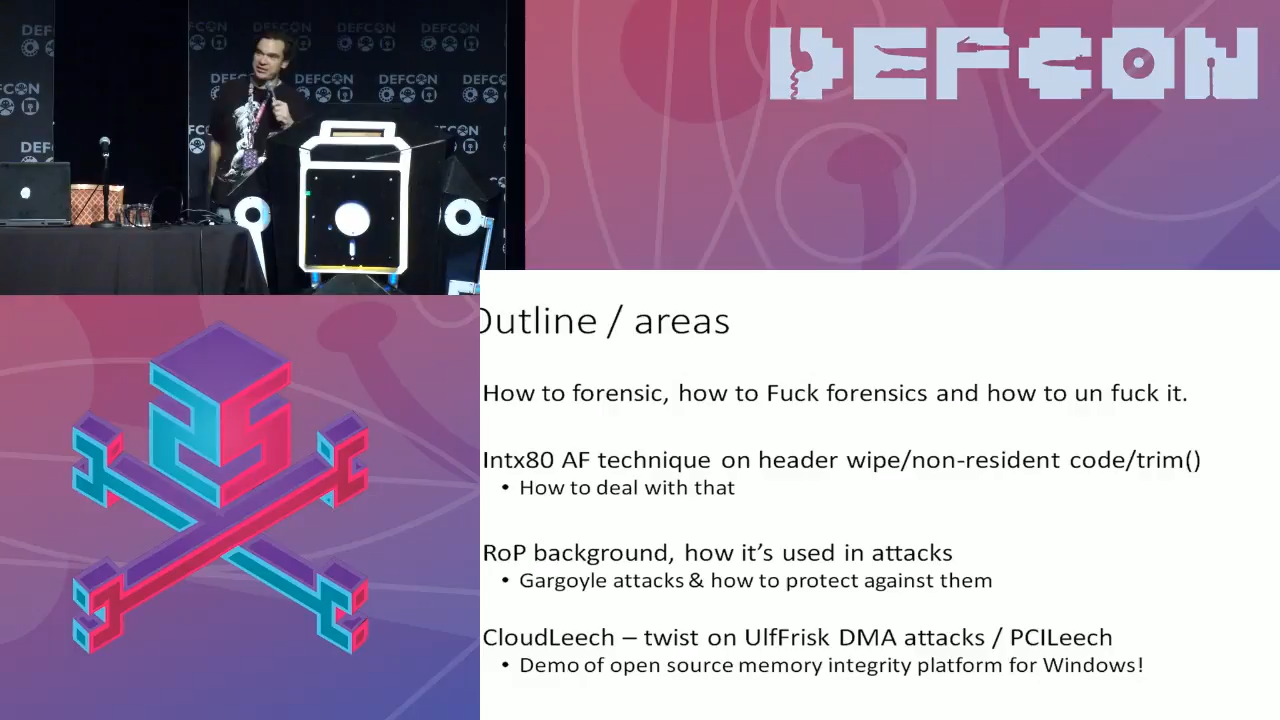 DEFCON
DEFCON
DEFCON
DEFCON
Outline / areas
How to forensic, how to Fuck forensics and how to un fuck it.
Intx80 AF technique on header wipe/non-resident code/trim()
• How to deal with that
RoP background, how it’s used in attacks
• Gargoyle attacks & how to protect against them
CloudLeech – twist on UlfFrisk DMA attacks / PCILeech
• Demo of open source memory integrity platform for Windows!